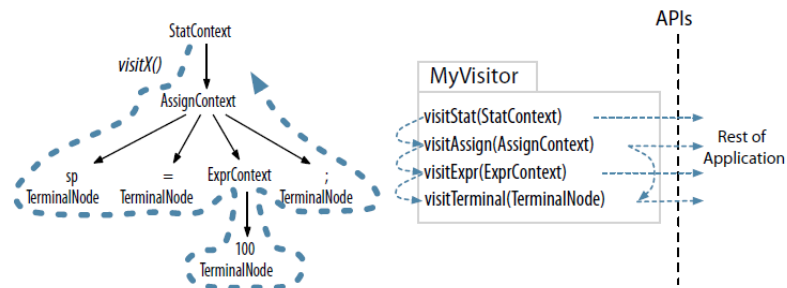 APIs
StatContext
visitX()
MyVisitor
AssignContext
visitStat(StatContext)
visitAssign(AssignContext)
visitExpr(ExprContext)
visitTerminal(TerminalNode)
Rest of
Application
sp
TerminalNode
=
TerminalNode
ExprContext
;
TerminalNode
100
TerminalNode